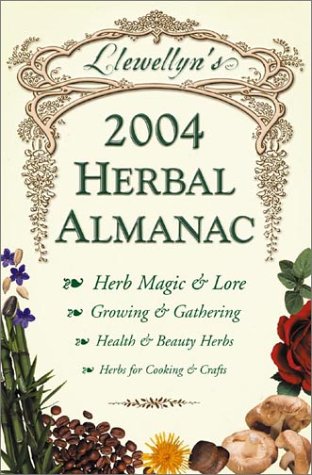 Llewellyn's
2004
HERBAL
ALMANAC
❧ Herb Magic & Lore
❧ Growing & Gathering
❧ Health & Beauty Herbs
❧ Herbs for Cooking & Crafts